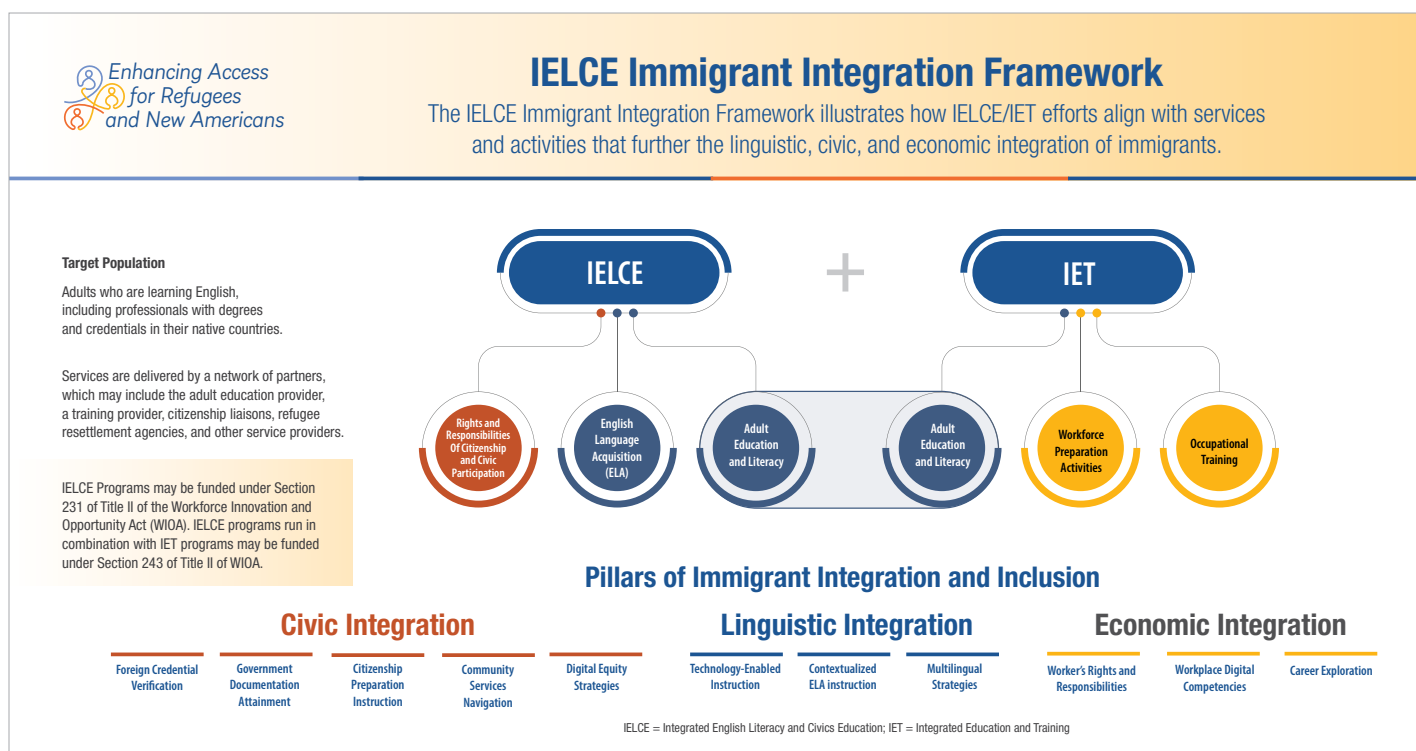 Enhancing Access
for Refugees
and New Americans
IELCE Immigrant Integration Framework
The IELCE Immigrant Integration Framework illustrates how IELCE/IET efforts align with services
and activities that further the linguistic, civic, and economic integration of immigrants.
Target Population
Adults who are learning English,
including professionals with degrees
and credentials in their native countries.
Services are delivered by a network of partners,
which may include the adult education provider,
a training provider, citizenship liaisons, refugee
resettlement agencies, and other service providers.
IELCE Programs may be funded under Section
231 of Title II of the Workforce Innovation and
Opportunity Act (WIOA). IELCE programs run in
combination with IET programs may be funded
under Section 243 of Title II of WIOA.
IELCE
+
IET
Rights and
Responsibilities
Of Citizenship
and Civic
Participation
English
Language
Acquisition
(ELA)
Adult
Education
and Literacy
Adult
Education
and Literacy
Workforce
Preparation
Activities
Occupational
Training
Pillars of Immigrant Integration and Inclusion
Civic Integration
Foreign Credential
Verification
Government
Documentation
Attainment
Citizenship
Preparation
Instruction
Community
Services
Navigation
Digital Equity
Strategies
Linguistic Integration
Technology-Enabled
Instruction
Contextualized
ELA instruction
Multilingual
Strategies
Economic Integration
Worker's Rights and
Responsibilities
Workplace Digital
Competencies
Career Exploration
IELCE = Integrated English Literacy and Civics Education; IET = Integrated Education and Training